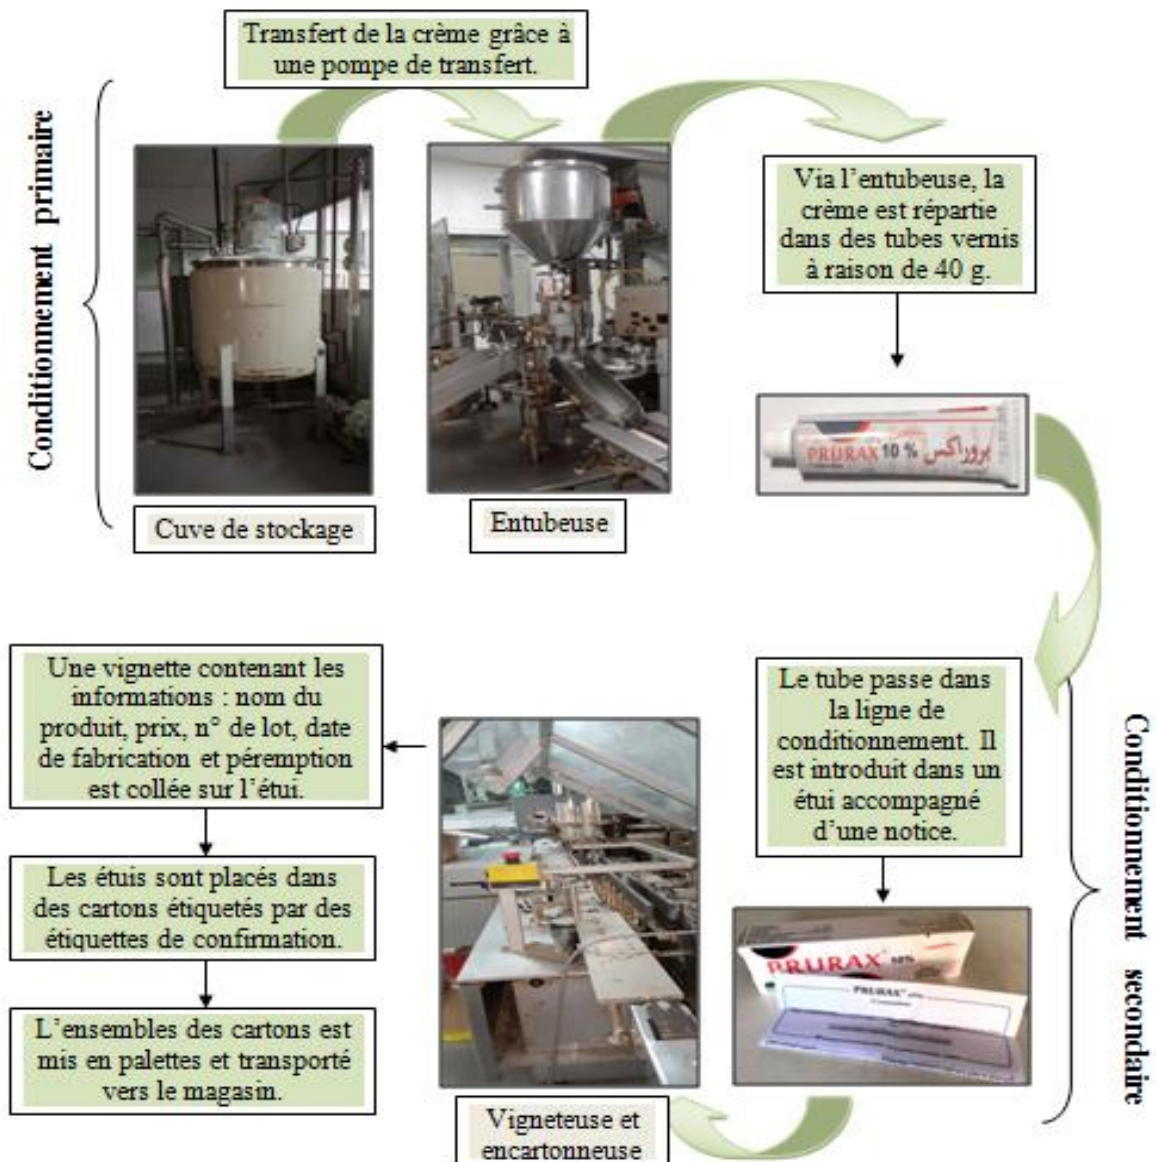 Transfert de la crème grâce à
une pompe de transfert.
Conditionnement primaire
Via l'entubeuse, la
crème est répartie
dans des tubes vernis
à raison de 40 g.
PRURAX 10 % بروراكس
Cuve de stockage
Entubeuse
Le tube passe dans
la ligne de
conditionnement. Il
est introduit dans un
étui accompagné
d'une notice.
Conditionnement secondaire
PRURAX 10%
PRURAX
Vigneteuse et
encartonneuse
Une vignette contenant les
informations : nom du
produit, prix, n° de lot, date
de fabrication et péremption
est collée sur l'étui.
Les étuis sont placés dans
des cartons étiquetés par des
étiquettes de confirmation.
L'ensembles des cartons est
mis en palettes et transporté
vers le magasin.